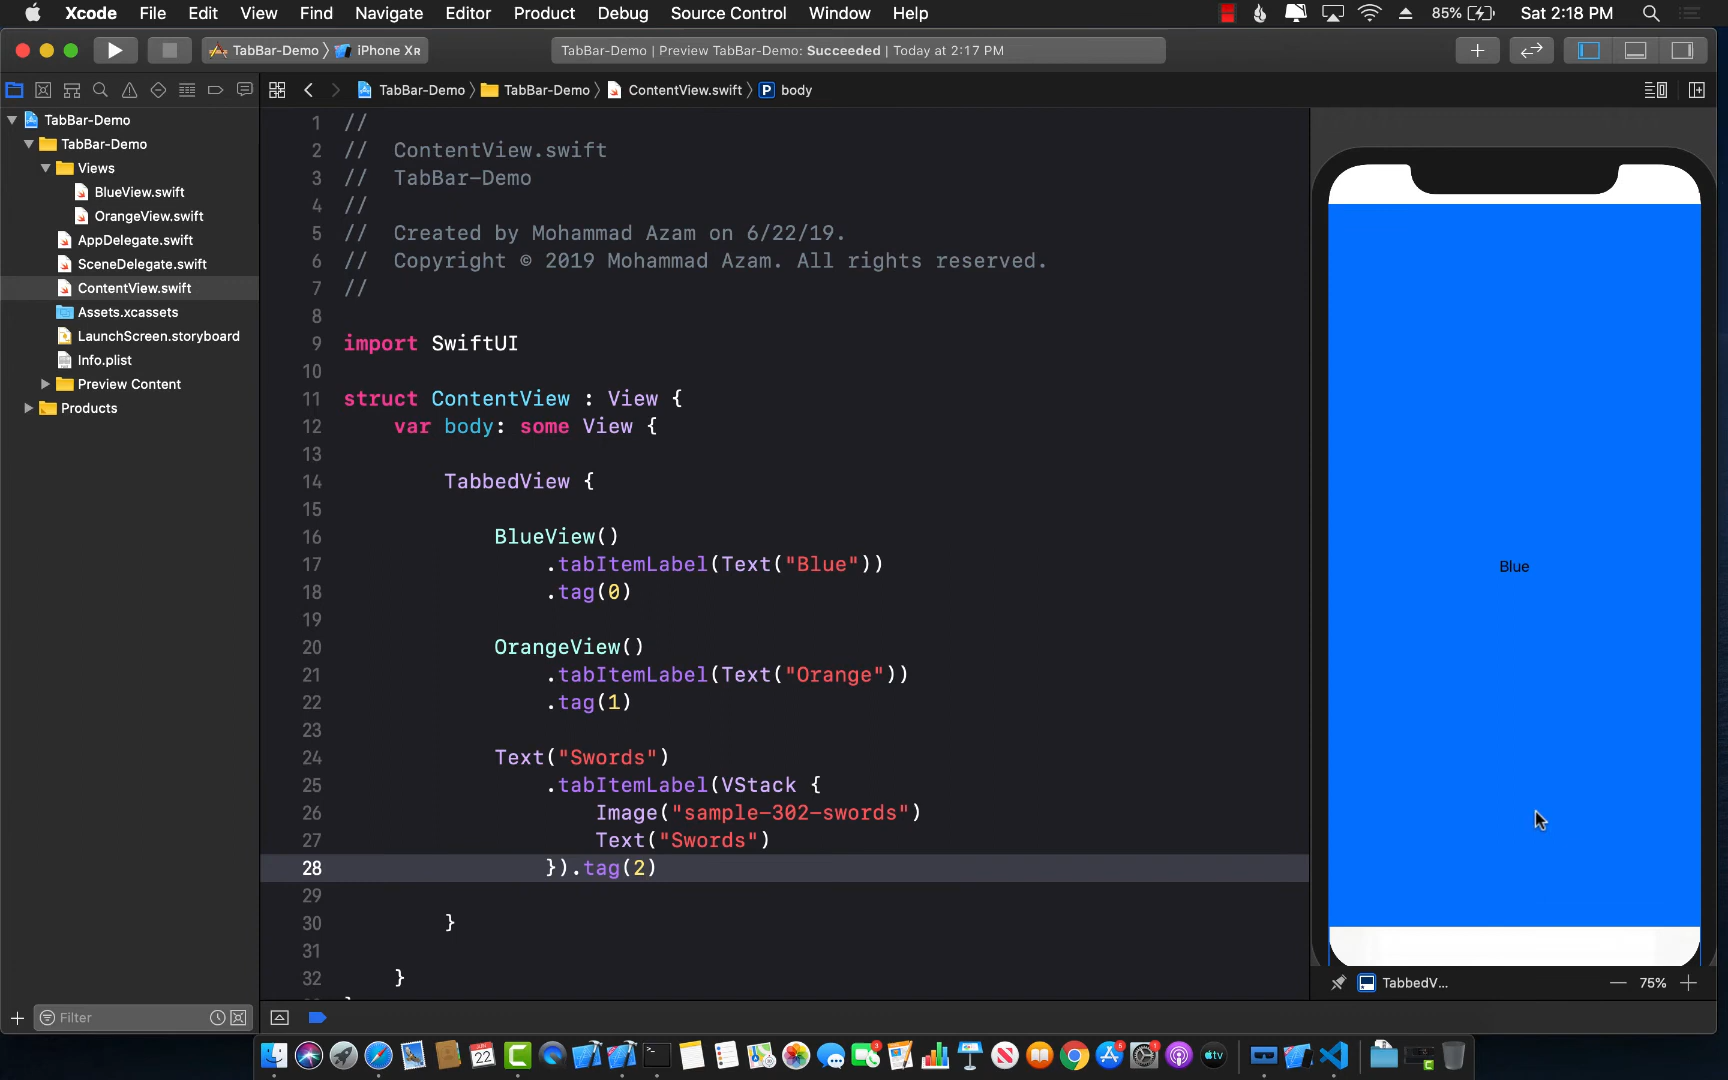 Xcode File Edit View Find Navigate Editor Product Debug Source Control Window Help 85% Sat 2:18 PM
TabBar-Demo iPhone XR TabBar-Demo | Preview TabBar-Demo: Succeeded | Today at 2:17 PM
TabBar-Demo TabBar-Demo ContentView.swift P body
TabBar-Demo
TabBar-Demo
Views
BlueView.swift
OrangeView.swift
AppDelegate.swift
SceneDelegate.swift
ContentView.swift
Assets.xcassets
LaunchScreen.storyboard
Info.plist
Preview Content
Products
Filter
1 //
2 // ContentView.swift
3 // TabBar-Demo
4 //
5 // Created by Mohammad Azam on 6/22/19.
6 // Copyright © 2019 Mohammad Azam. All rights reserved.
7 //
8
9 import SwiftUI
10
11 struct ContentView : View {
12 var body: some View {
13
14 TabbedView {
15
16 BlueView()
17 .tabItemLabel(Text("Blue"))
18 .tag(0)
19
20 OrangeView()
21 .tabItemLabel(Text("Orange"))
22 .tag(1)
23
24 Text("Swords")
25 .tabItemLabel(VStack {
26 Image("sample-302-swords")
27 Text("Swords")
28 }).tag(2)
29
30 }
31
32 }
Blue
TabbedV... 75%
22
tv